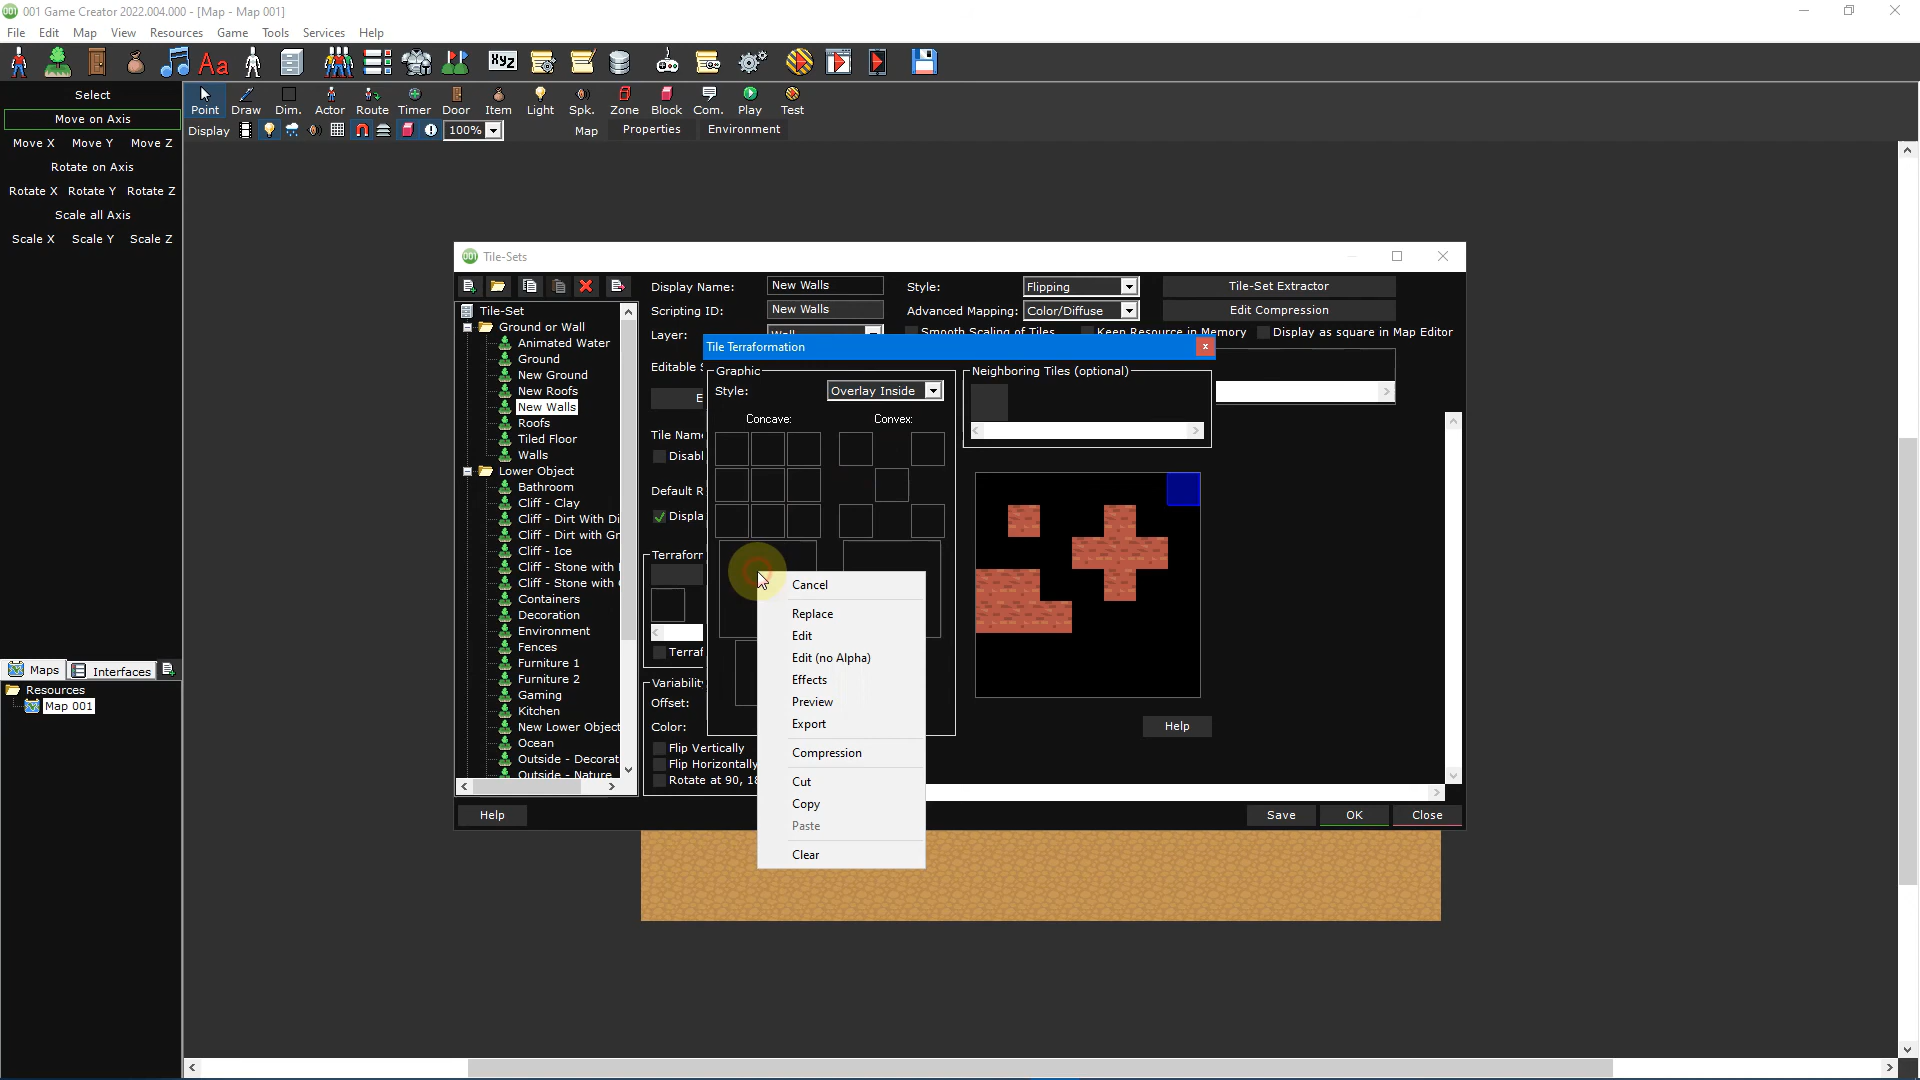 001 Game Creator 2022.004.000 - [Map - Map 001]
File Edit Map View Resources Game Tools Services Help
Aa XYZ
Select
Move on Axis
Move X Move Y Move Z
Rotate on Axis
Rotate X Rotate Y Rotate Z
Scale all Axis
Scale X Scale Y Scale Z
Point Draw Dim. Actor Route Timer Door Item Light Spk. Zone Block Com. Play Test
Display 100% Map Properties Environment
Maps Interfaces
Resources
Map 001
Tile-Sets
Tile-Set
Ground or Wall
Animated Water
Ground
New Ground
New Roofs
New Walls
Roofs
Tiled Floor
Walls
Lower Object
Bathroom
Cliff - Clay
Cliff - Dirt With Di
Cliff - Dirt with Gr
Cliff - Ice
Cliff - Stone with
Cliff - Stone with
Containers
Decoration
Environment
Fences
Furniture 1
Furniture 2
Gaming
Kitchen
New Lower Object
Ocean
Outside - Decorat
Outside - Nature
Display Name: New Walls
Scripting ID: New Walls
Layer: Wall
Style: Flipping
Advanced Mapping: Color/Diffuse
Tile-Set Extractor
Edit Compression
Smooth Scaling of Tiles Keep Resource in Memory Display as square in Map Editor
Editable S
E
Tile Name
Disabl
Default R
Displa
Terraform
Terraf
Variability
Offset:
Color:
Flip Vertically
Flip Horizontally
Rotate at 90, 18
Tile Terraformation
x
Graphic
Style: Overlay Inside
Concave: Convex:
Neighboring Tiles (optional)
Help
Cancel
Replace
Edit
Edit (no Alpha)
Effects
Preview
Export
Compression
Cut
Copy
Paste
Clear
Help Save OK Close